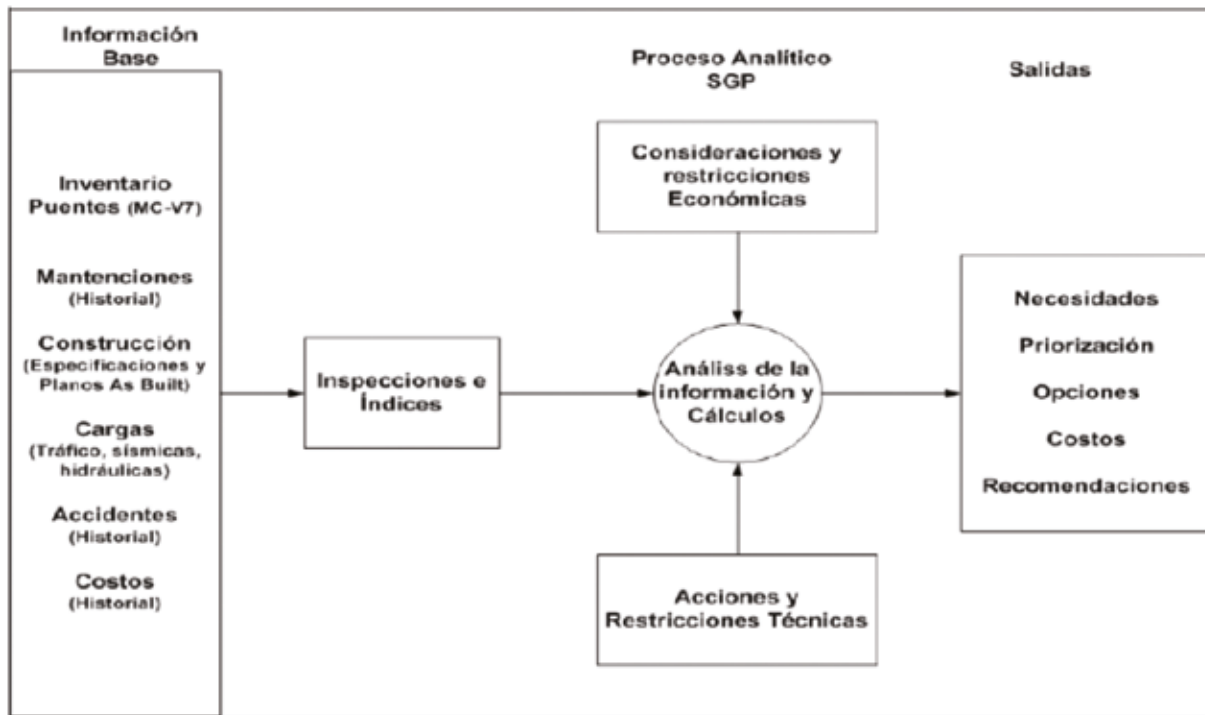 Información
Base
Inventario
Puentes (MC-V7)
Mantenciones
(Historial)
Construcción
(Especificaciones y
Planos As Built)
Cargas
(Tráfico, sísmicas,
hidráulicas)
Accidentes
(Historial)
Costos
(Historial)
Inspecciones e
Índices
Proceso Analítico
SGP
Consideraciones y
restricciones
Económicas
Análiss de la
información y
Cálculos
Acciones y
Restricciones Técnicas
Salidas
Necesidades
Priorización
Opciones
Costos
Recomendaciones